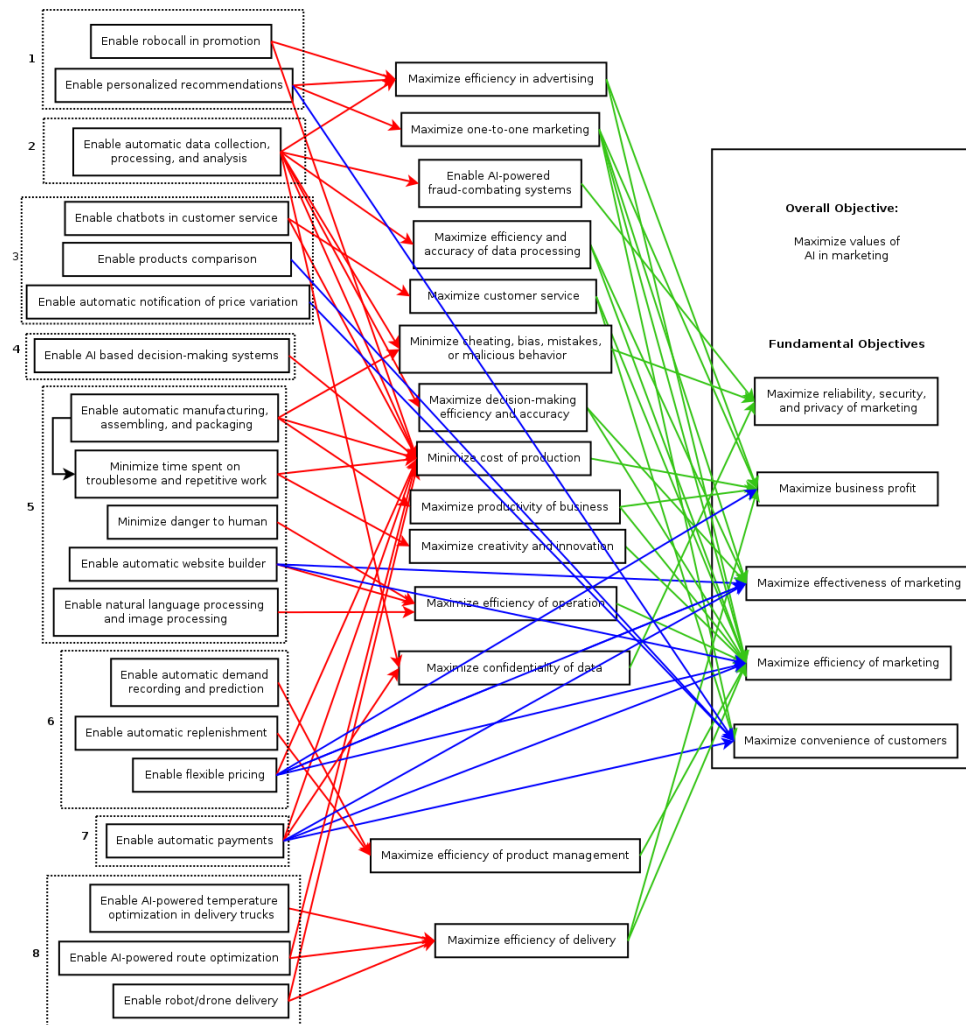 1
Enable robocall in promotion
Enable personalized recommendations
2
Enable automatic data collection,
processing, and analysis
3
Enable chatbots in customer service
Enable products comparison
Enable automatic notification of price variation
4
Enable AI based decision-making systems
5
Enable automatic manufacturing,
assembling, and packaging
Minimize time spent on
troublesome and repetitive work
Minimize danger to human
Enable automatic website builder
Enable natural language processing
and image processing
6
Enable automatic demand
recording and prediction
Enable automatic replenishment
Enable flexible pricing
7
Enable automatic payments
8
Enable AI-powered temperature
optimization in delivery trucks
Enable AI-powered route optimization
Enable robot/drone delivery
Maximize efficiency in advertising
Maximize one-to-one marketing
Enable AI-powered
fraud-combating systems
Maximize efficiency and
accuracy of data processing
Maximize customer service
Minimize cheating, bias, mistakes,
or malicious behavior
Maximize decision-making
efficiency and accuracy
Minimize cost of production
Maximize productivity of business
Maximize creativity and innovation
Maximize efficiency of operation
Maximize confidentiality of data
Maximize efficiency of product management
Maximize efficiency of delivery
Overall Objective:
Maximize values of
AI in marketing
Fundamental Objectives
Maximize reliability, security,
and privacy of marketing
Maximize business profit
Maximize effectiveness of marketing
Maximize efficiency of marketing
Maximize convenience of customers